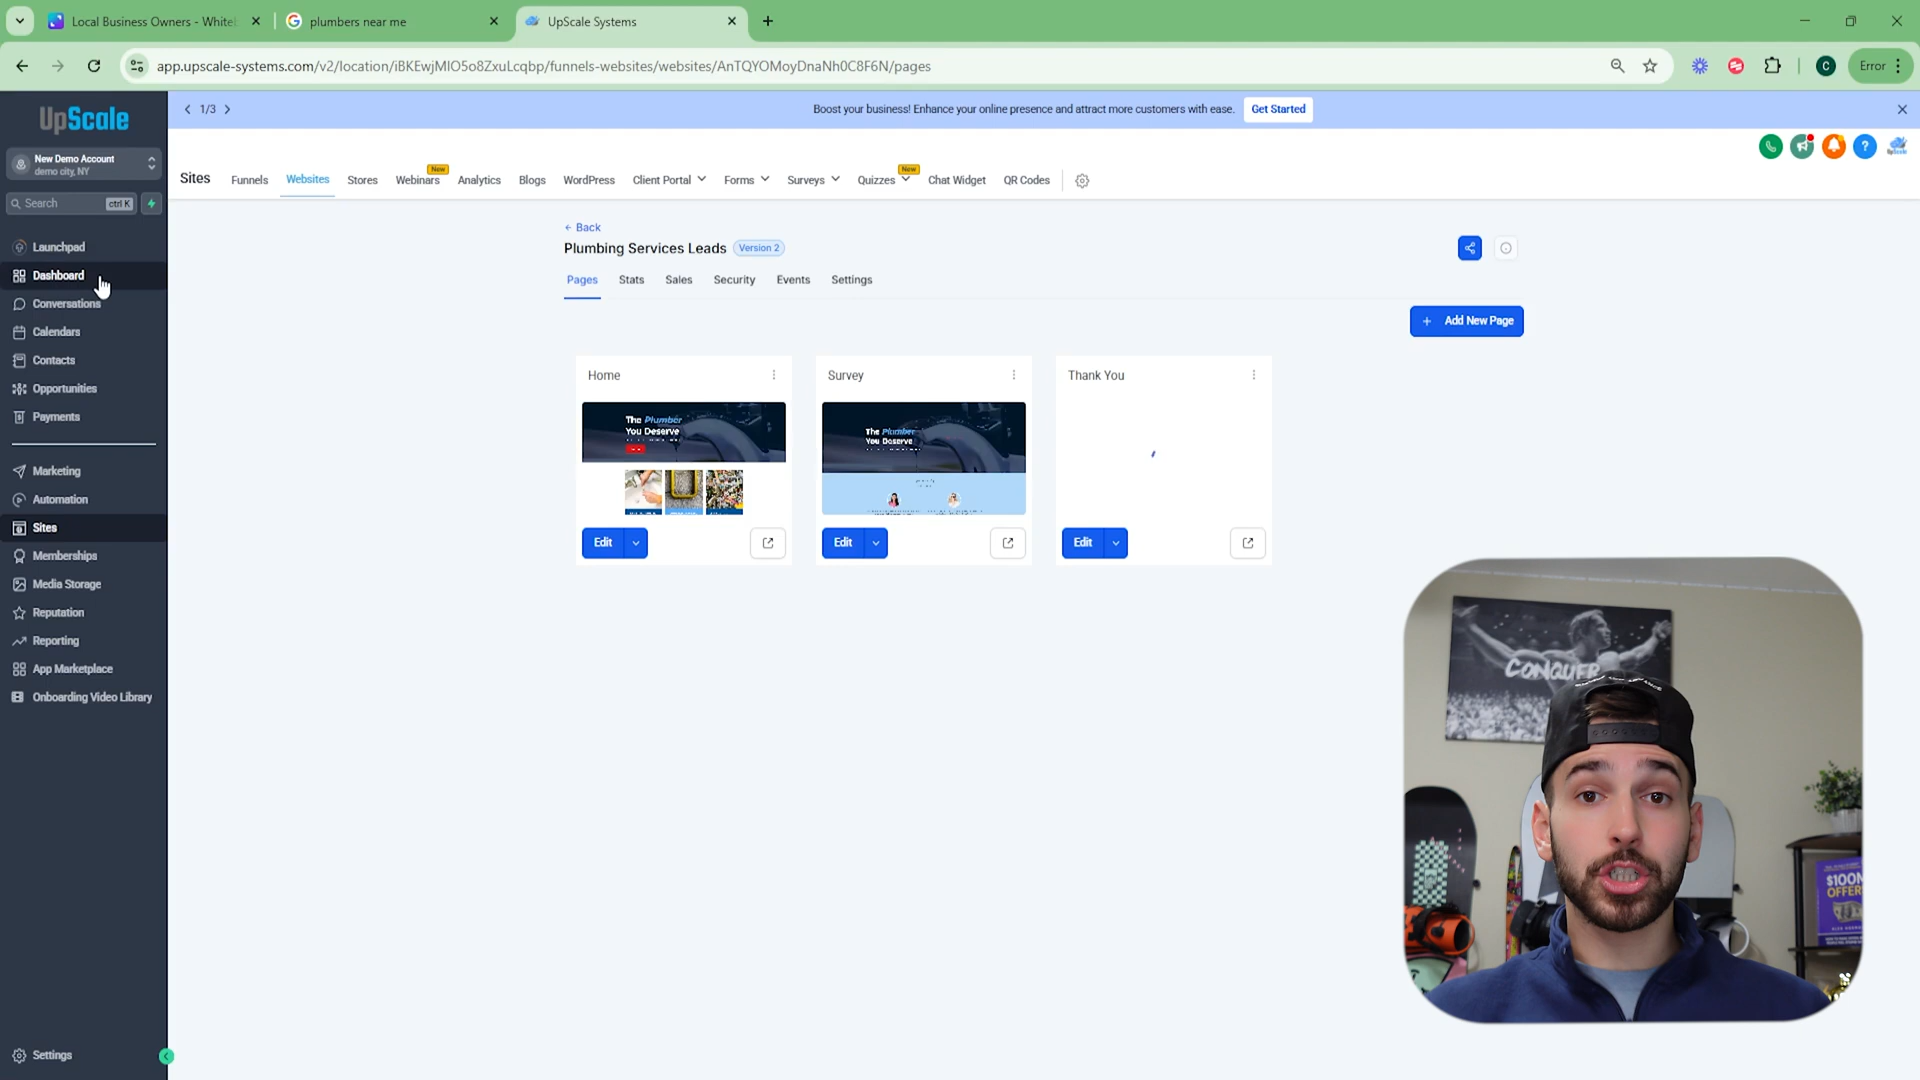 Local Business Owners - White
plumbers near me
UpScale Systems
app.upscale-systems.com/v2/location/iBKEwjMlO5o8ZxuLcqbp/funnels-websites/websites/AnTQYOMoyDnaNh0C8F6N/pages
C
Error
UpScale
1/3
Boost your business! Enhance your online presence and attract more customers with ease.
Get Started
New Demo Account
demo city, NY
Search
ctrl K
Sites
Funnels
Websites
Stores
Webinars
New
Analytics
Blogs
WordPress
Client Portal
Forms
Surveys
Quizzes
New
Chat Widget
QR Codes
Launchpad
Dashboard
Conversations
Calendars
Contacts
Opportunities
Payments
Marketing
Automation
Sites
Memberships
Media Storage
Reputation
Reporting
App Marketplace
Onboarding Video Library
Settings
← Back
Plumbing Services Leads
Version 2
Pages
Stats
Sales
Security
Events
Settings
+ Add New Page
Home
The Plumber
You Deserve
Edit
Survey
The Plumber
You Deserve
Edit
Thank You
Edit
CONQUER
$100M
OFFERS